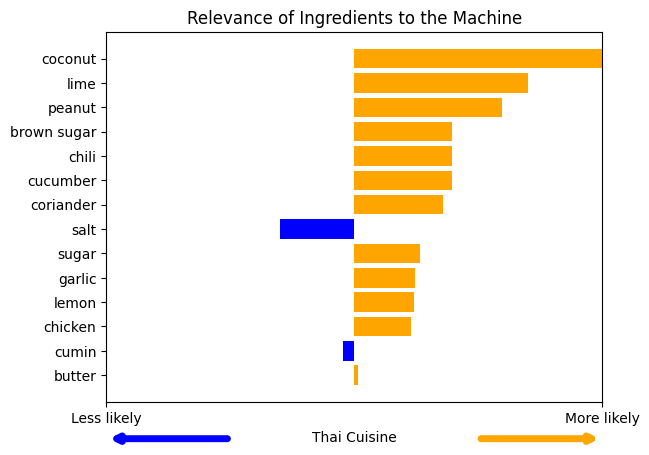 Relevance of Ingredients to the Machine
coconut
lime
peanut
brown sugar
chili
cucumber
coriander
salt
sugar
garlic
lemon
chicken
cumin
butter
Less likely
More likely
Thai Cuisine